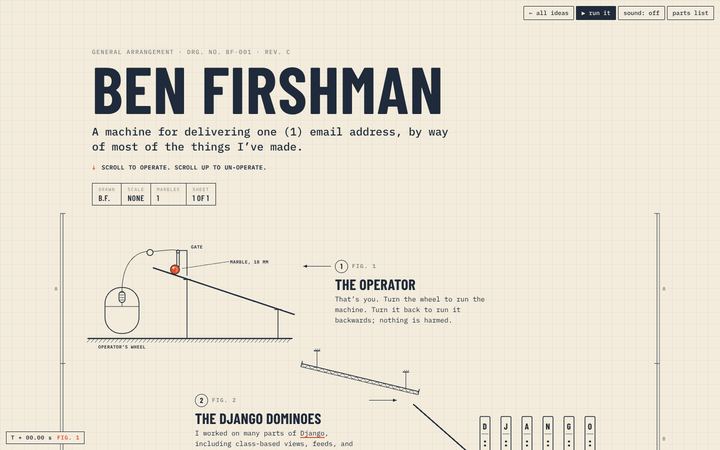 ← all ideas
▶ run it
sound: off
parts list
GENERAL ARRANGEMENT · DRG. NO. BF-001 · REV. C
BEN FIRSHMAN
A machine for delivering one (1) email address, by way
of most of the things I’ve made.
↓ SCROLL TO OPERATE. SCROLL UP TO UN-OPERATE.
DRAWN
B.F.
SCALE
NONE
MARBLES
1
SHEET
1 OF 1
GATE
MARBLE, 18 MM
OPERATOR'S WHEEL
1 FIG. 1
THE OPERATOR
That’s you. Turn the wheel to run the
machine. Turn it back to run it
backwards; nothing is harmed.
2 FIG. 2
THE DJANGO DOMINOES
I worked on many parts of Django,
including class-based views, feeds, and
D J A N G O
T + 00.00 s FIG. 1